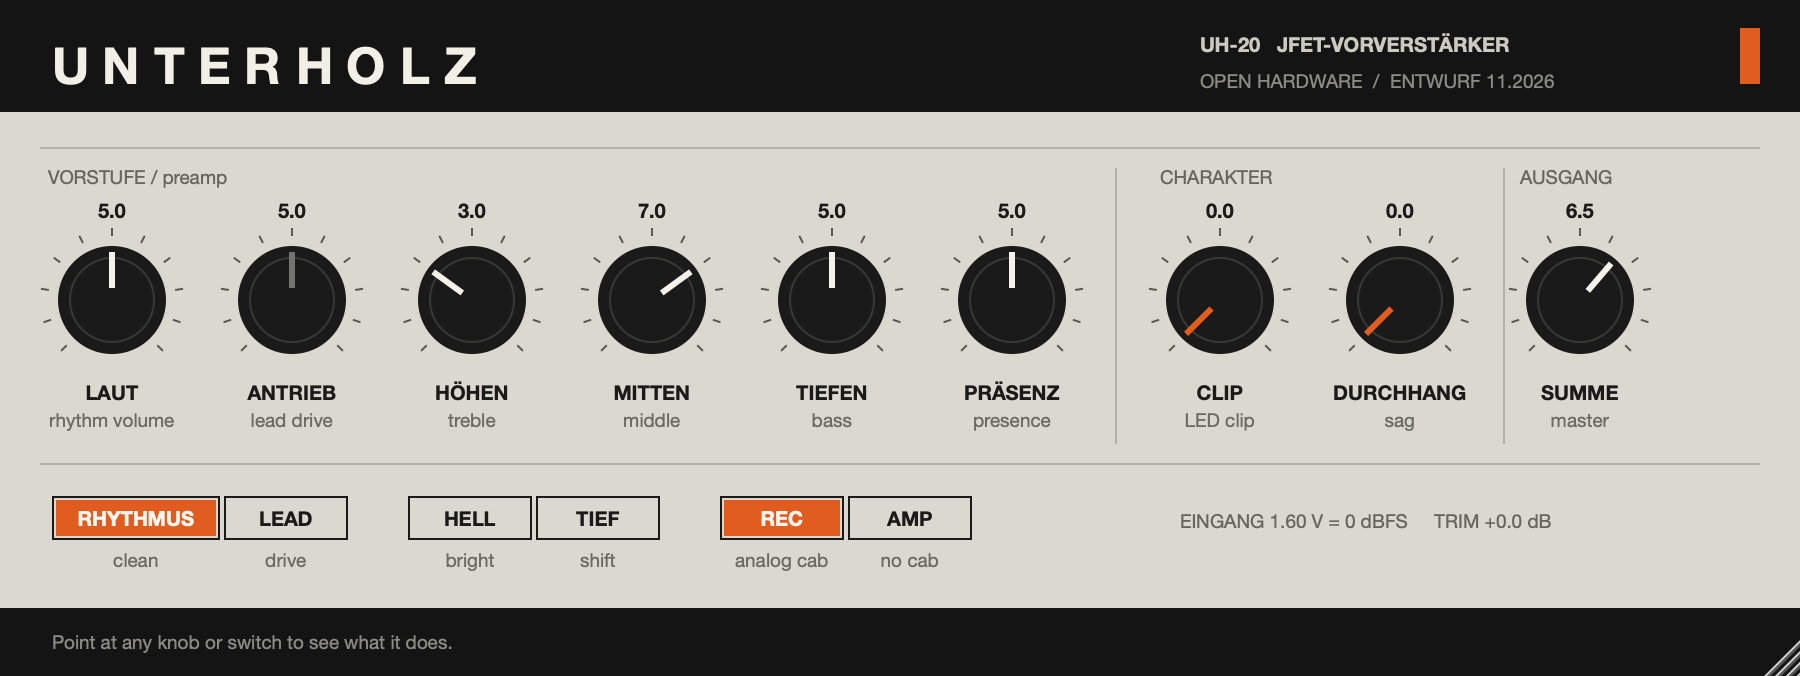 UNTERHOLZ
UH-20 JFET-VORVERSTÄRKER
OPEN HARDWARE / ENTWURF 11.2026
VORSTUFE / preamp
CHARAKTER
AUSGANG
5.0 5.0 3.0 7.0 5.0 5.0 0.0 0.0 6.5
LAUT ANTRIEB HÖHEN MITTEN TIEFEN PRÄSENZ CLIP DURCHHANG SUMME
rhythm volume lead drive treble middle bass presence LED clip sag master
RHYTHMUS LEAD HELL TIEF REC AMP
EINGANG 1.60 V = 0 dBFS TRIM +0.0 dB
clean drive bright shift analog cab no cab
Point at any knob or switch to see what it does.